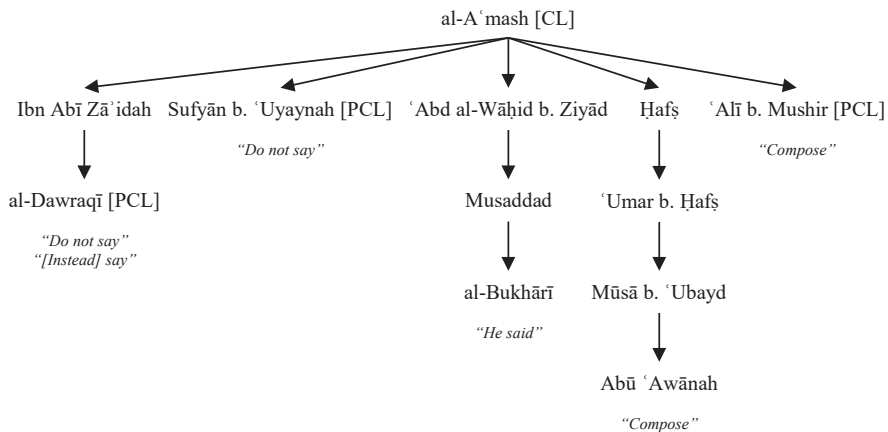 al-Aʿmash [CL]
Ibn Abī Zāʾidah Sufyān b. ʿUyaynah [PCL] ʿAbd al-Wāḥid b. Ziyād Ḥafṣ ʿAlī b. Mushir [PCL]
“Do not say” “Compose”
al-Dawraqī [PCL] Musaddad ʿUmar b. Ḥafṣ
“Do not say”
“[Instead] say”
al-Bukhārī Mūsā b. ʿUbayd
“He said”
Abū ʿAwānah
“Compose”